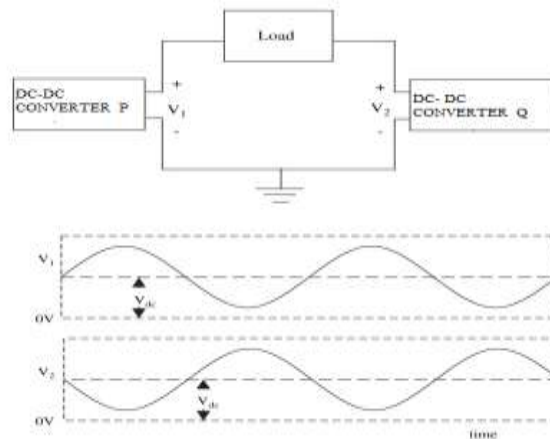 Load
DC-DC
CONVERTER P
+
V1
-
+
V2
-
DC- DC
CONVERTER Q
V1
Vdc
0V
V2
Vdc
0V
time